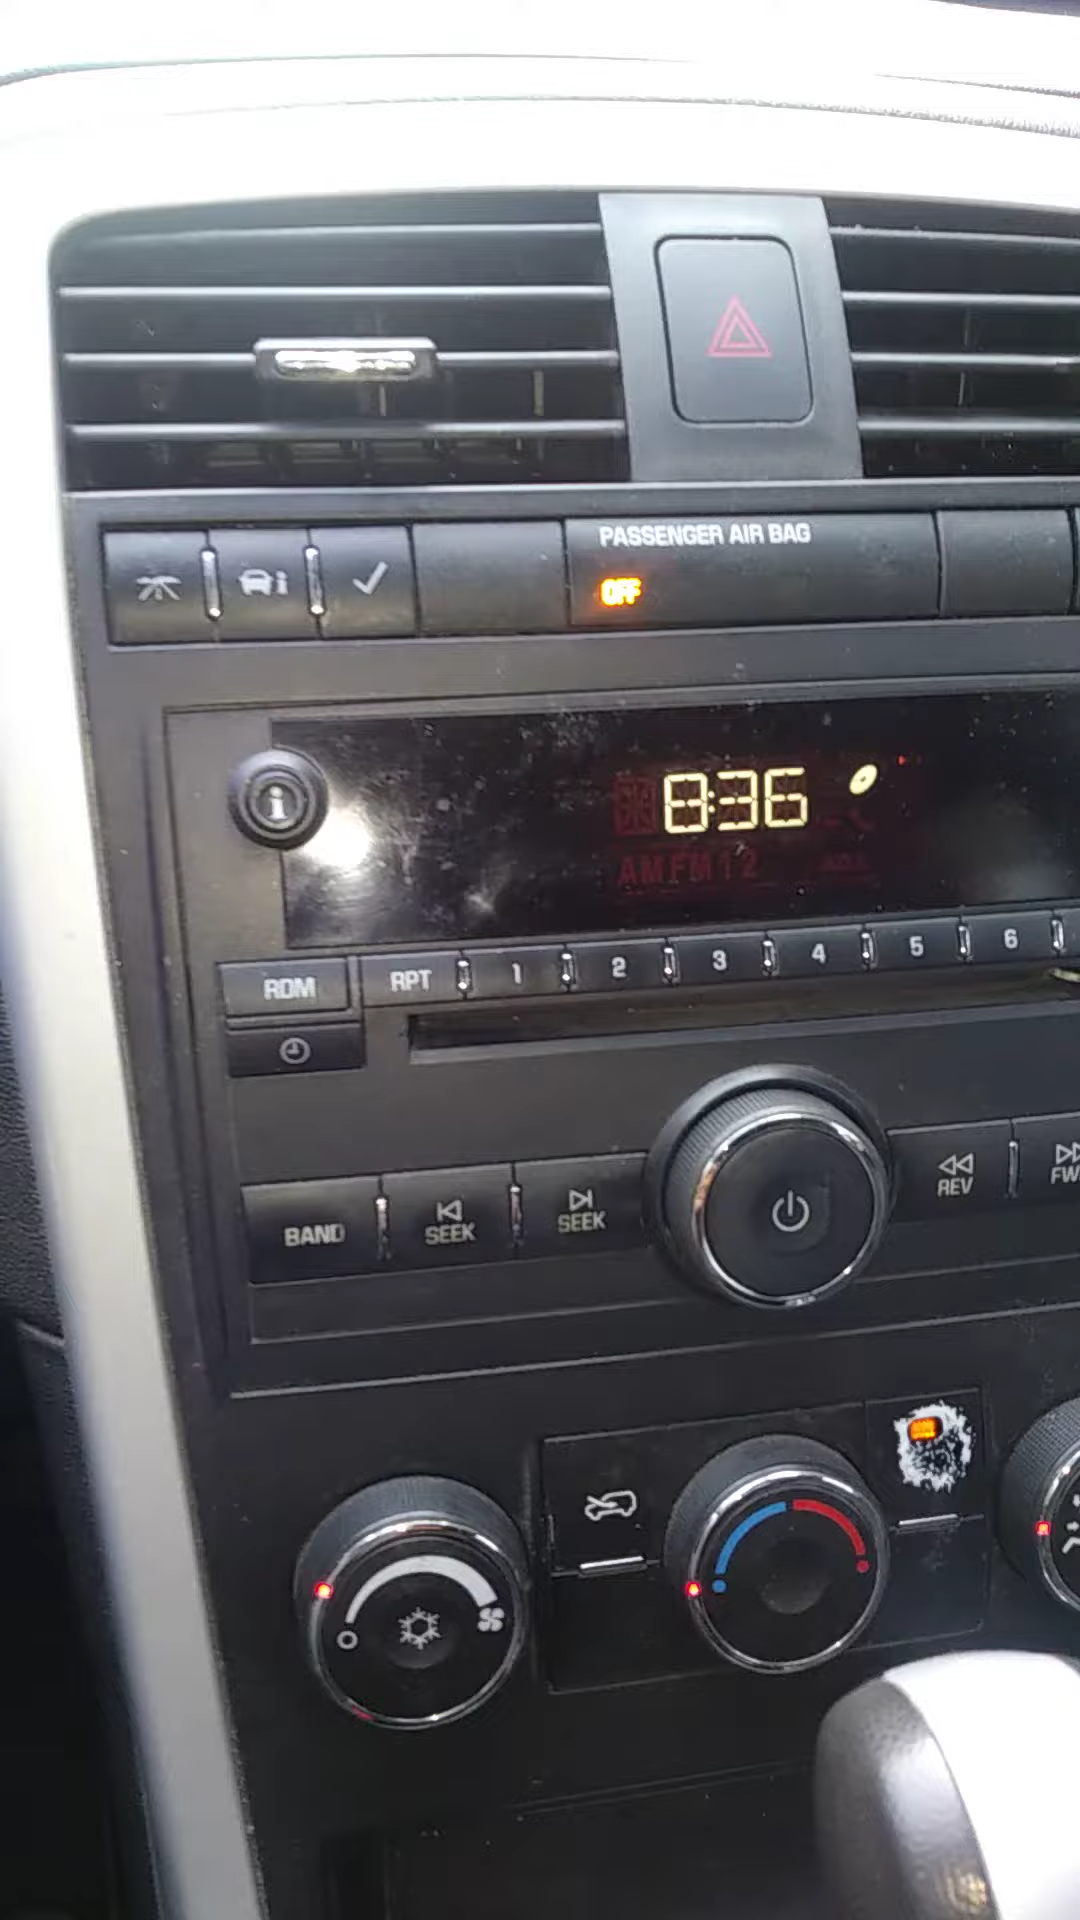 PASSENGER AIR BAG
OFF
i
8:36
AM FM 1 2
RDM
RPT 1 2 3 4 5 6
BAND
SEEK
SEEK
REV
FW